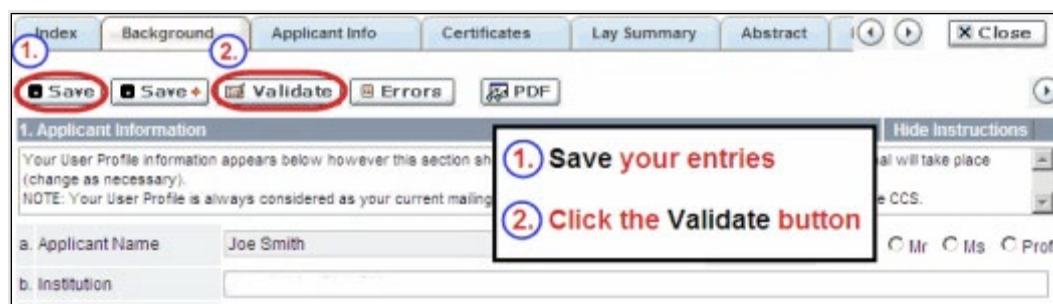 Index Background Applicant Info Certificates Lay Summary Abstract Close
1. 2.
Save Save+ Validate Errors PDF
1. Applicant Information Hide Instructions
Your User Profile information appears below however this section sh al will take place
(change as necessary).
NOTE: Your User Profile is always considered as your current mailing e CCS.
1. Save your entries
2. Click the Validate button
a. Applicant Name Joe Smith Mr Ms Prof
b. Institution